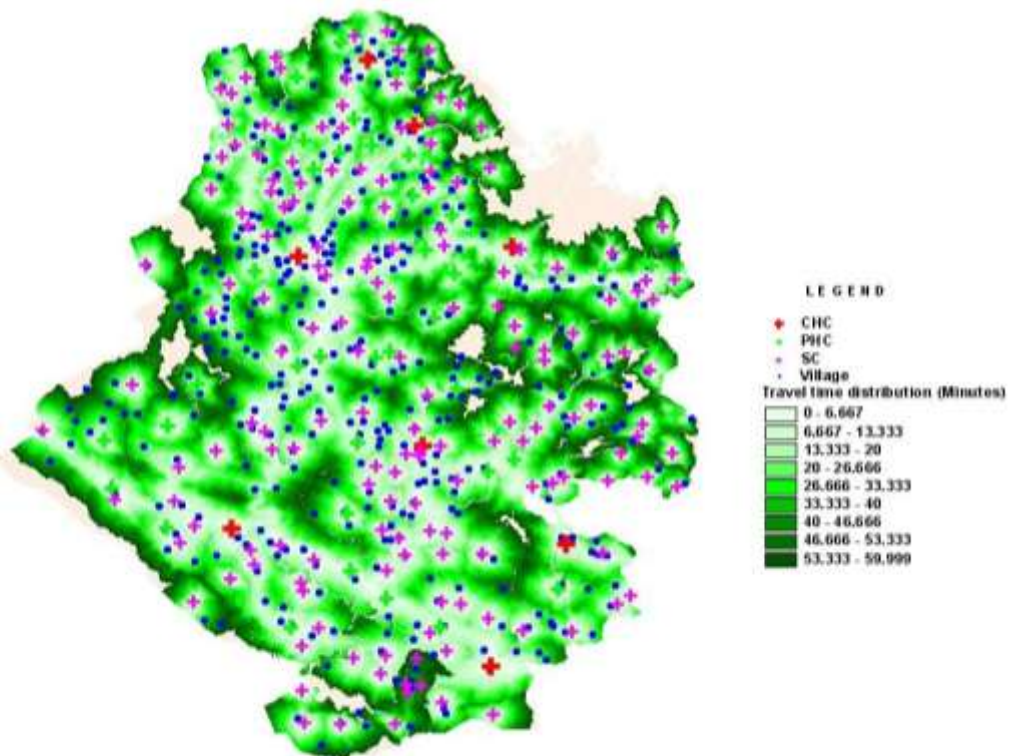 LEGEND
CHC
PHC
SC
Village
Travel time distribution (Minutes)
0 - 6.667
6.667 - 13.333
13.333 - 20
20 - 26.666
26.666 - 33.333
33.333 - 40
40 - 46.666
46.666 - 53.333
53.333 - 59.999